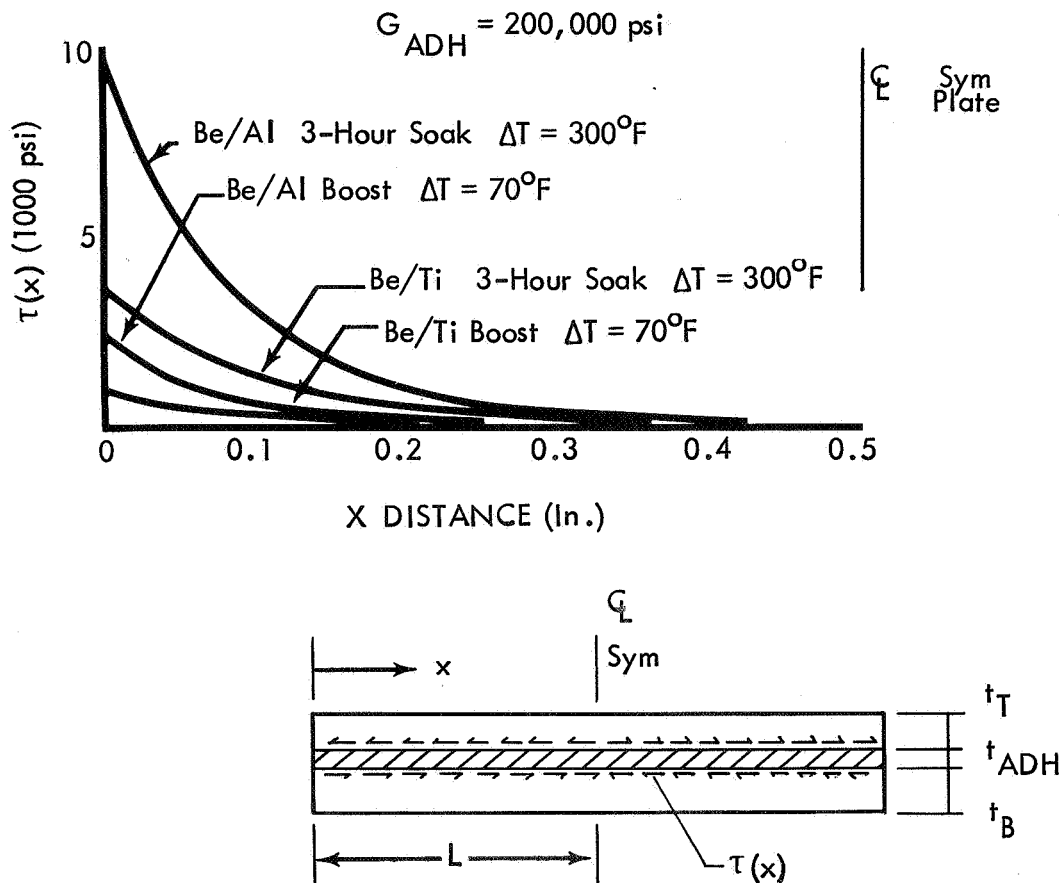 G ADH = 200,000 psi
10
5
τ(x) (1000 psi)
Be/Al 3-Hour Soak ΔT = 300°F
Be/Al Boost ΔT = 70°F
Be/Ti 3-Hour Soak ΔT = 300°F
Be/Ti Boost ΔT = 70°F
℄ Sym
Plate
0 0.1 0.2 0.3 0.4 0.5
X DISTANCE (In.)
℄
Sym
x
t_T
t_ADH
t_B
L
τ(x)